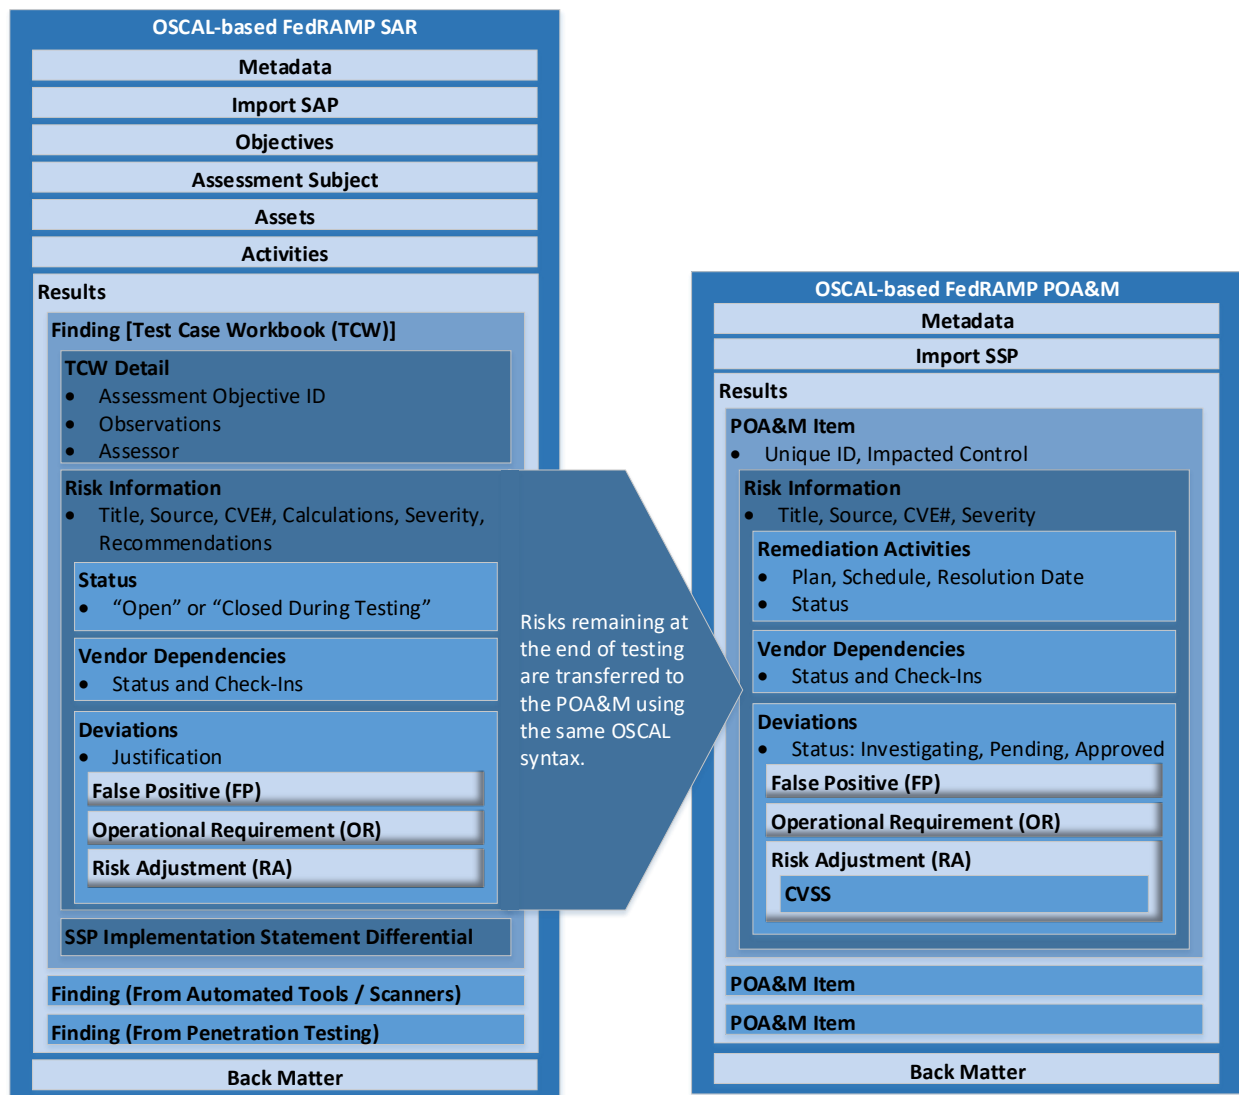 OSCAL-based FedRAMP SAR
Metadata
Import SAP
Objectives
Assessment Subject
Assets
Activities
Results
Finding [Test Case Workbook (TCW)]
TCW Detail
• Assessment Objective ID
• Observations
• Assessor
Risk Information
• Title, Source, CVE#, Calculations, Severity,
Recommendations
Status
• “Open” or “Closed During Testing”
Vendor Dependencies
• Status and Check-Ins
Deviations
• Justification
False Positive (FP)
Operational Requirement (OR)
Risk Adjustment (RA)
SSP Implementation Statement Differential
Finding (From Automated Tools / Scanners)
Finding (From Penetration Testing)
Back Matter
Risks remaining at
the end of testing
are transferred to
the POA&M using
the same OSCAL
syntax.
OSCAL-based FedRAMP POA&M
Metadata
Import SSP
Results
POA&M Item
• Unique ID, Impacted Control
Risk Information
• Title, Source, CVE#, Severity
Remediation Activities
• Plan, Schedule, Resolution Date
• Status
Vendor Dependencies
• Status and Check-Ins
Deviations
• Status: Investigating, Pending, Approved
False Positive (FP)
Operational Requirement (OR)
Risk Adjustment (RA)
CVSS
POA&M Item
POA&M Item
Back Matter